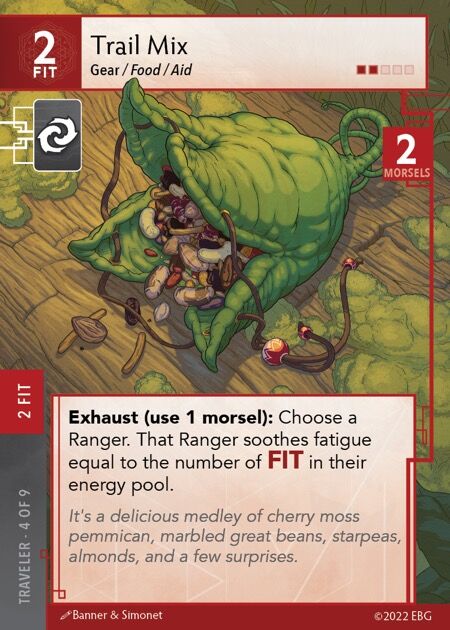 2
FIT
Trail Mix
Gear / Food / Aid
2
MORSELS
2 FIT
Exhaust (use 1 morsel): Choose a
Ranger. That Ranger soothes fatigue
equal to the number of FIT in their
energy pool.
It's a delicious medley of cherry moss
pemmican, marbled great beans, starpeas,
almonds, and a few surprises.
TRAVELER - 4 OF 9
Banner & Simonet
©2022 EBG